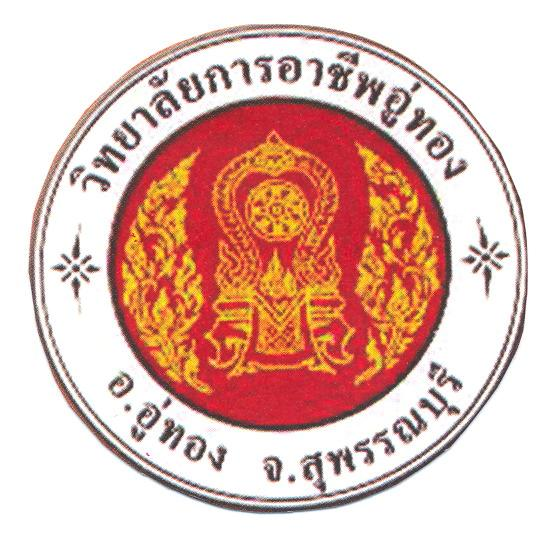 วิทยาลัยการอาชีพอู่ทอง
อ.อู่ทอง จ.สุพรรณบุรี